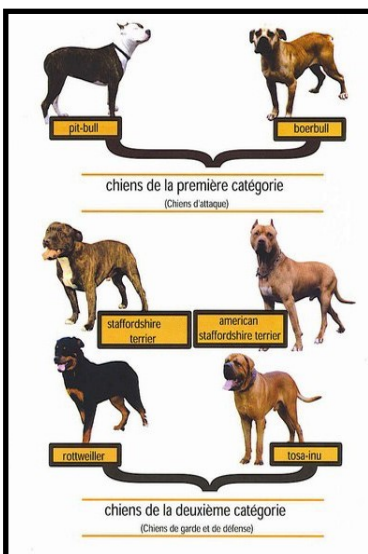 pit-bull
boerbull
chiens de la première catégorie
(Chiens d'attaque)
staffordshire
terrier
american
staffordshire terrier
rottweiller
tosa-inu
chiens de la deuxième catégorie
(Chiens de garde et de défense)